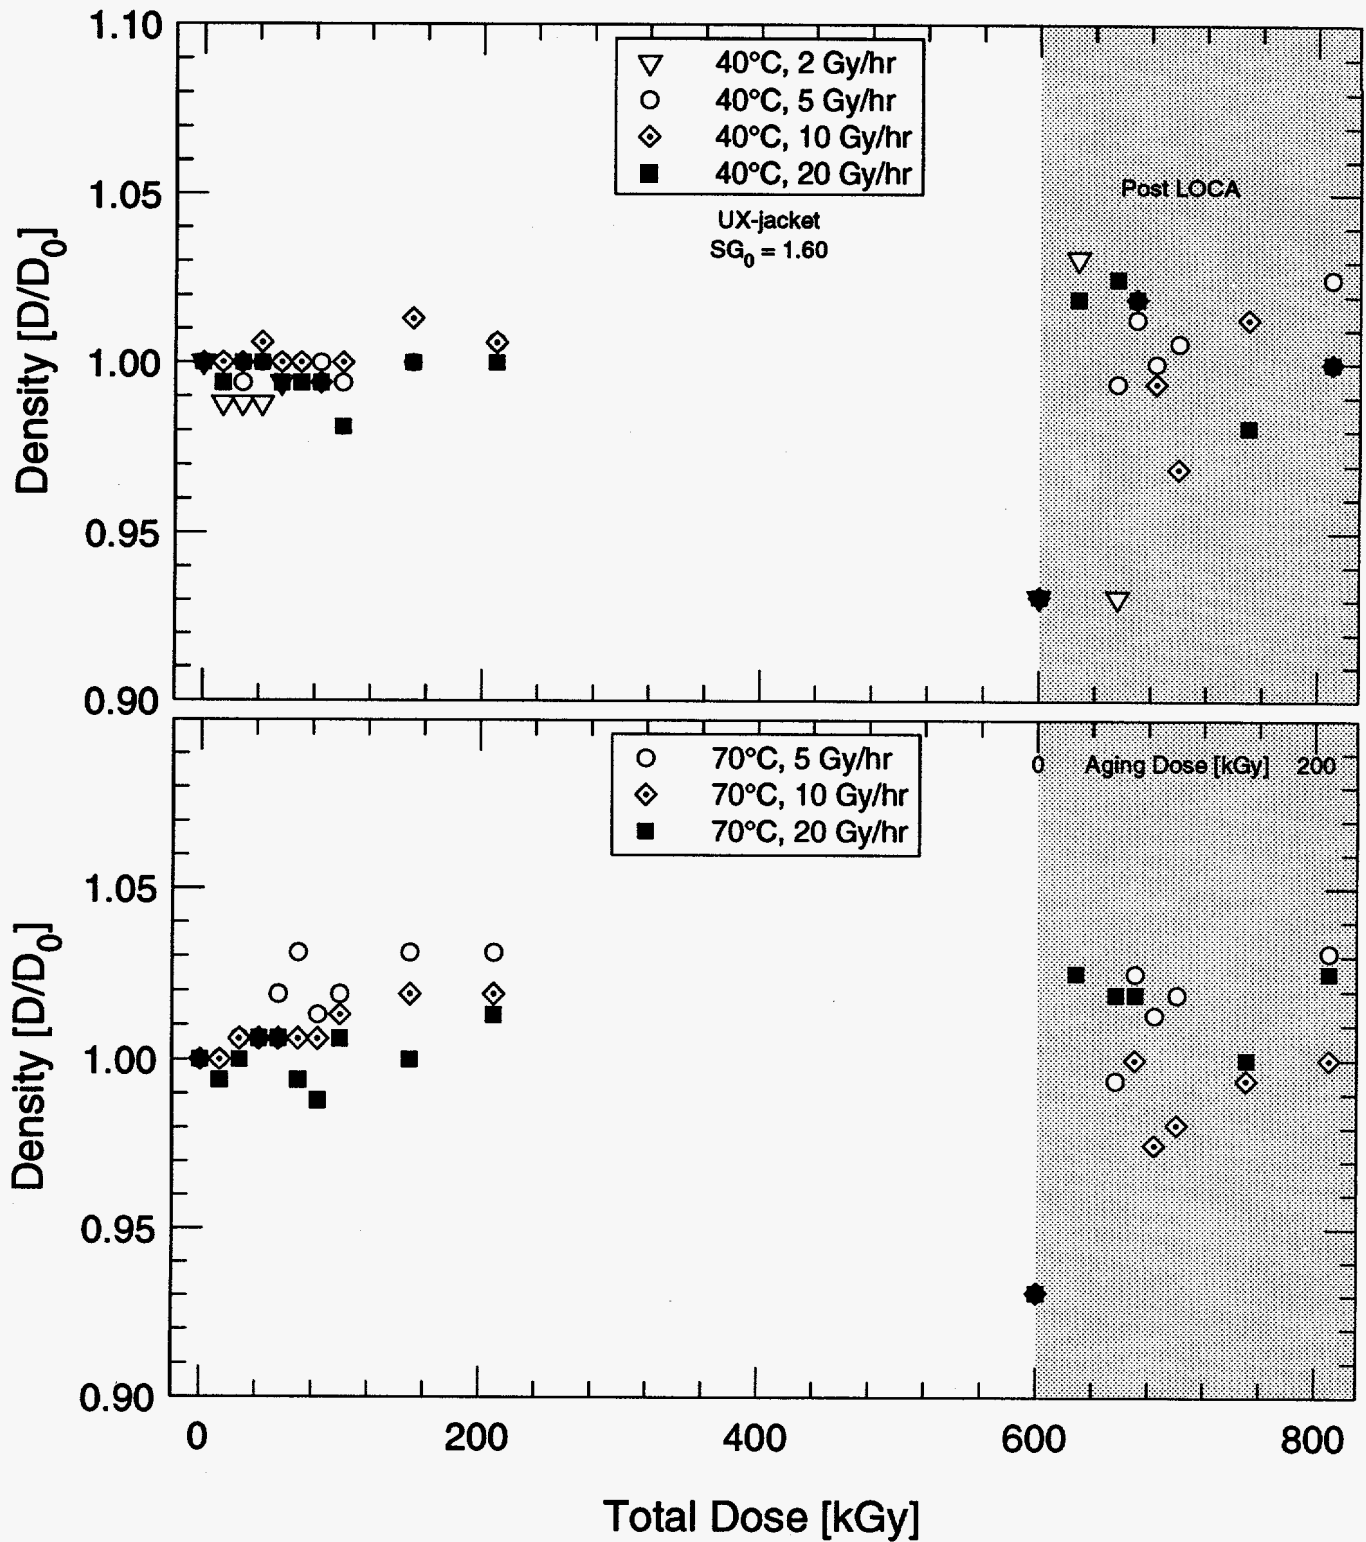 1.10
1.05
1.00
0.95
0.90
Density [D/D0]
40°C, 2 Gy/hr
40°C, 5 Gy/hr
40°C, 10 Gy/hr
40°C, 20 Gy/hr
UX-jacket
SG0 = 1.60
Post LOCA
70°C, 5 Gy/hr
70°C, 10 Gy/hr
70°C, 20 Gy/hr
0 Aging Dose [kGy] 200
1.05
1.00
0.95
0.90
Density [D/D0]
0 200 400 600 800
Total Dose [kGy]